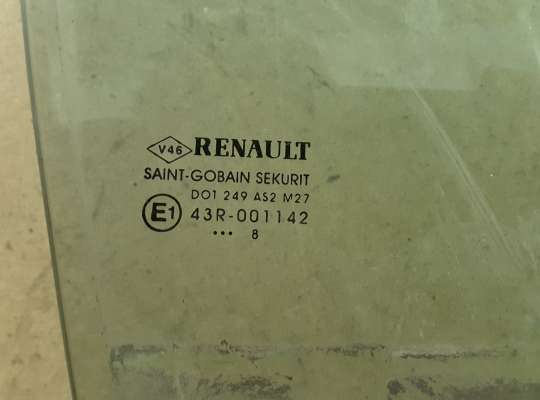 V46 RENAULT
SAINT-GOBAIN SEKURIT
DO1 249 AS2 M27
E1 43R-001142
••• 8